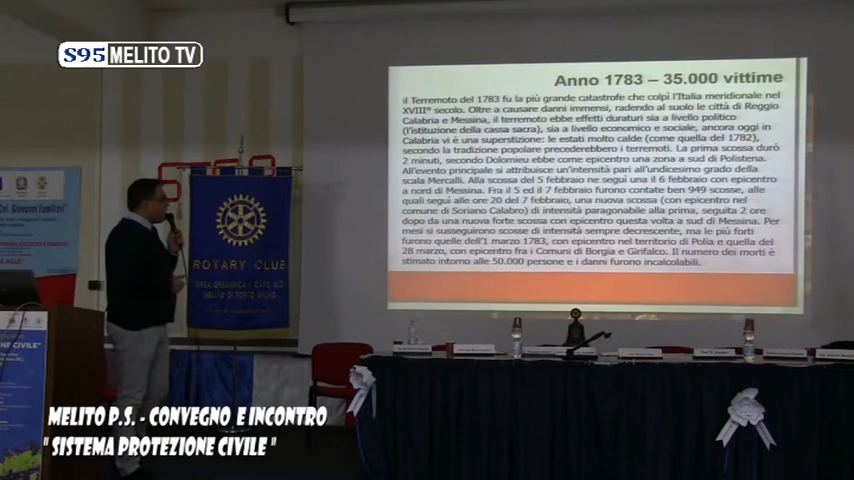 S95 MELITO TV
Anno 1783 – 35.000 vittime
il Terremoto del 1783 fu la più grande catastrofe che colpì l'Italia meridionale nel
XVIII° secolo. Oltre a causare danni immensi, radendo al suolo le città di Reggio
Calabria e Messina, il terremoto ebbe effetti duraturi sia a livello politico
(l'istituzione della cassa sacra), sia a livello economico e sociale, ancora oggi in
Calabria vi è una superstizione: le estati molto calde (come quella del 1782),
secondo la tradizione popolare precederebbero i terremoti. La prima scossa durò
2 minuti, secondo Dolomieu ebbe come epicentro una zona a sud di Polistena.
All'evento principale si attribuisce un'intensità pari all'undicesimo grado della
scala Mercalli. Alla scossa del 5 febbraio ne seguì una il 6 febbraio con epicentro
a nord di Messina. Fra il 5 ed il 7 febbraio furono contate ben 949 scosse, alle
quali seguì alle ore 20 del 7 febbraio, una nuova scossa (con epicentro nel
comune di Soriano Calabro) di intensità paragonabile alla prima, seguita 2 ore
dopo da una nuova forte scossa con epicentro questa volta a sud di Messina. Per
mesi si susseguirono scosse di intensità sempre decrescente, ma le più forti
furono quelle dell'1 marzo 1783, con epicentro nel territorio di Polia e quella del
28 marzo, con epicentro fra i Comuni di Borgia e Girifalco. Il numero dei morti è
stimato intorno alle 50.000 persone e i danni furono incalcolabili.
ROTARY CLUB
MELITO DI PORTO SALVO
MELITO P.S. - CONVEGNO E INCONTRO
" SISTEMA PROTEZIONE CIVILE "